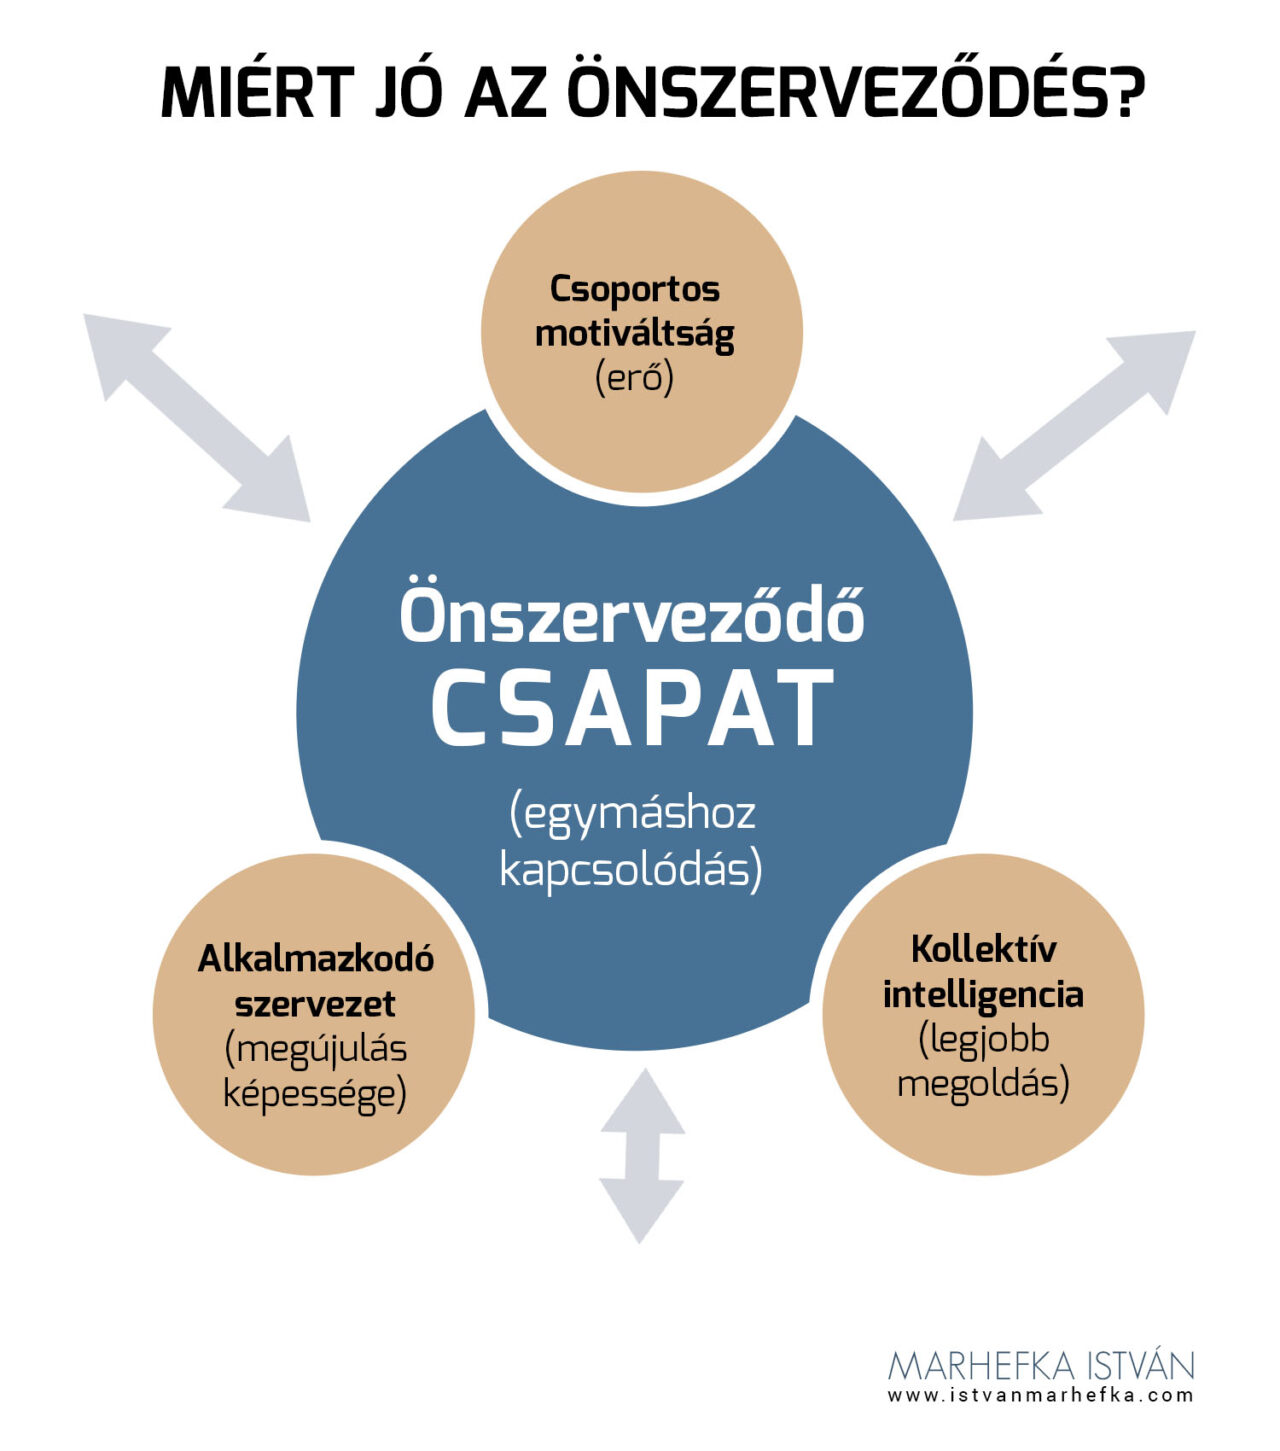 MIÉRT JÓ AZ ÖNSZERVEZŐDÉS?
Csoportos
motiváltság
(erő)
Önszerveződő
CSAPAT
(egymáshoz
kapcsolódás)
Alkalmazkodó
szervezet
(megújulás
képessége)
Kollektív
intelligencia
(legjobb
megoldás)
MARHEFKA ISTVÁN
www.istvanmarhefka.com